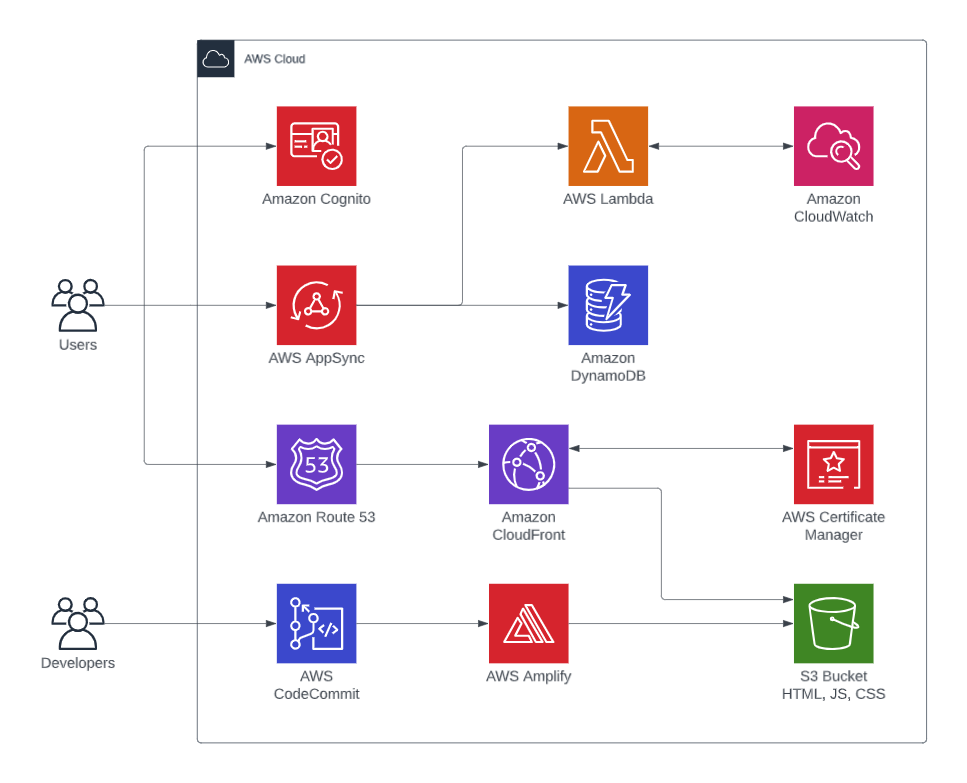 AWS Cloud
Amazon Cognito
AWS Lambda
Amazon
CloudWatch
Users
AWS AppSync
Amazon
DynamoDB
53
Amazon Route 53
Amazon
CloudFront
AWS Certificate
Manager
Developers
</>
AWS
CodeCommit
AWS Amplify
S3 Bucket
HTML, JS, CSS